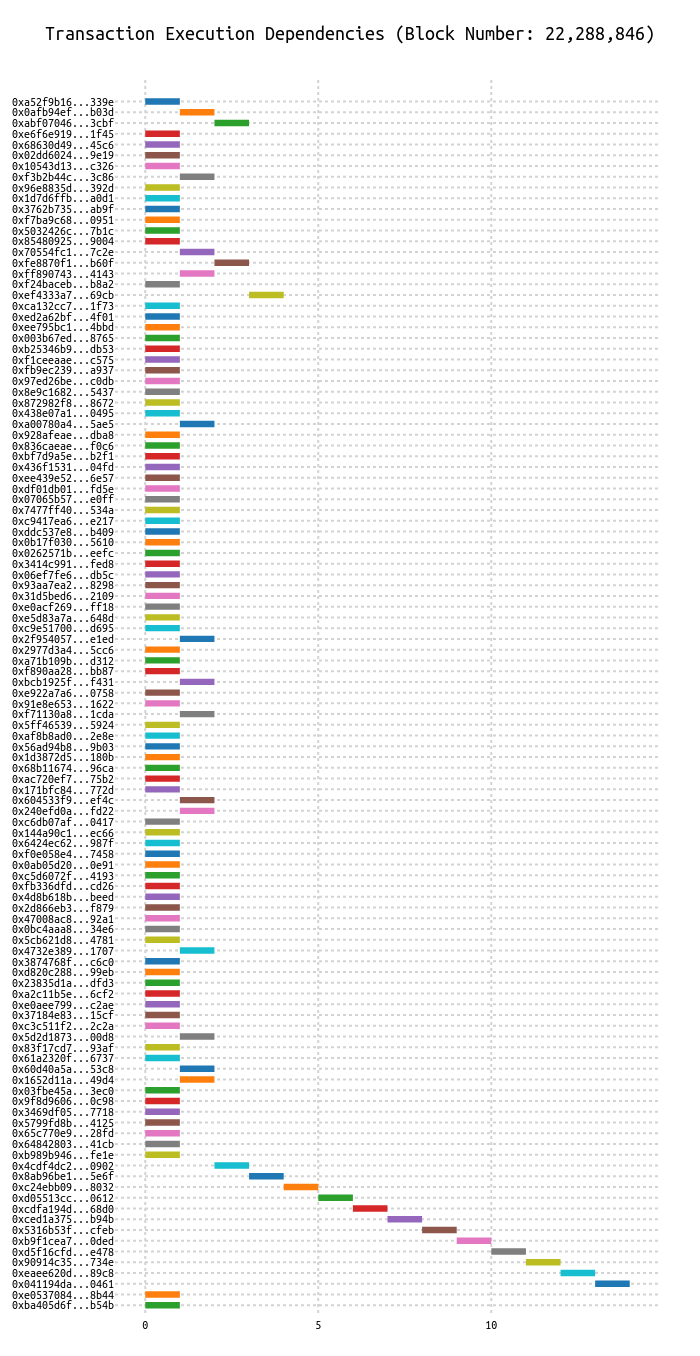 Transaction Execution Dependencies (Block Number: 22,288,846)
0xa52f9b16...339e
0x0afb94ef...b03d
0xabf07046...3cbf
0xe6f6e919...1f45
0x68630d49...45c6
0x02dd6024...9e19
0x10543d13...c326
0xf3b2b44c...3c86
0x96e8835d...392d
0x1d7d6ffb...a0d1
0x3762b735...ab9f
0xf7ba9c68...0951
0x5032426c...7b1c
0x85480925...9004
0x70554fc1...7c2e
0xfe8870f1...b60f
0xff890743...4143
0xf24baceb...b8a2
0xef4333a7...69cb
0xca132cc7...1f73
0xed2a62bf...4f01
0xee795bc1...4bbd
0x003b67ed...8765
0xb25346b9...db53
0xf1ceeaae...c575
0xfb9ec239...a937
0x97ed26be...c0db
0x8e9c1682...5437
0x872982f8...8672
0x438e07a1...0495
0xa00780a4...5ae5
0x928afeae...dba8
0x836caeae...f0c6
0xbf7d9a5e...b2f1
0x436f1531...04fd
0xee439e52...6e57
0xdf01db01...fd5e
0x07065b57...e0ff
0x7477ff40...534a
0xc9417ea6...e217
0xddc537e8...b409
0x0b17f030...5610
0x0262571b...eefc
0x3414c991...fed8
0x06ef7fe6...db5c
0x93aa7ea2...8298
0x31d5bed6...2109
0xe0acf269...ff18
0xe5d83a7a...648d
0xc9e51700...d695
0x2f954057...e1ed
0x2977d3a4...5cc6
0xa71b109b...d312
0xf890aa28...bb87
0xbcb1925f...f431
0xe922a7a6...0758
0x91e8e653...1622
0xf71130a8...1cda
0x5ff46539...5924
0xaf8b8ad0...2e8e
0x56ad94b8...9b03
0x1d3872d5...180b
0x68b11674...96ca
0xac720ef7...75b2
0x171bfc84...772d
0x604533f9...ef4c
0x240efd0a...fd22
0xc6db07af...0417
0x144a90c1...ec66
0x6424ec62...987f
0xf0e058e4...7458
0x0ab05d20...0e91
0xc5d6072f...4193
0xfb336dfd...cd26
0x4d8b618b...beed
0x2d866eb3...f879
0x47008ac8...92a1
0x0bc4aaa8...34e6
0x5cb621d8...4781
0x4732e389...1707
0x3874768f...c6c0
0xd820c288...99eb
0x23835d1a...dfd3
0xa2c11b5e...6cf2
0xe0aee799...c2ae
0x37184e83...15cf
0xc3c511f2...2c2a
0x5d2d1873...00d8
0x83f17cd7...93af
0x61a2320f...6737
0x60d40a5a...53c8
0x1652d11a...49d4
0x03fbe45a...3ec0
0x9f8d9606...0c98
0x3469df05...7718
0x5799fd8b...4125
0x65c770e9...28fd
0x64842803...41cb
0xb989b946...fe1e
0x4cdf4dc2...0902
0x8ab96be1...5e6f
0xc24ebb09...8032
0xd05513cc...0612
0xcdfa194d...68d0
0xced1a375...b94b
0x5316b53f...cfeb
0xb9f1cea7...0ded
0xd5f16cfd...e478
0x90914c35...734e
0xeaee620d...89c8
0x041194da...0461
0xe0537084...8b44
0xba405d6f...b54b
0 5 10